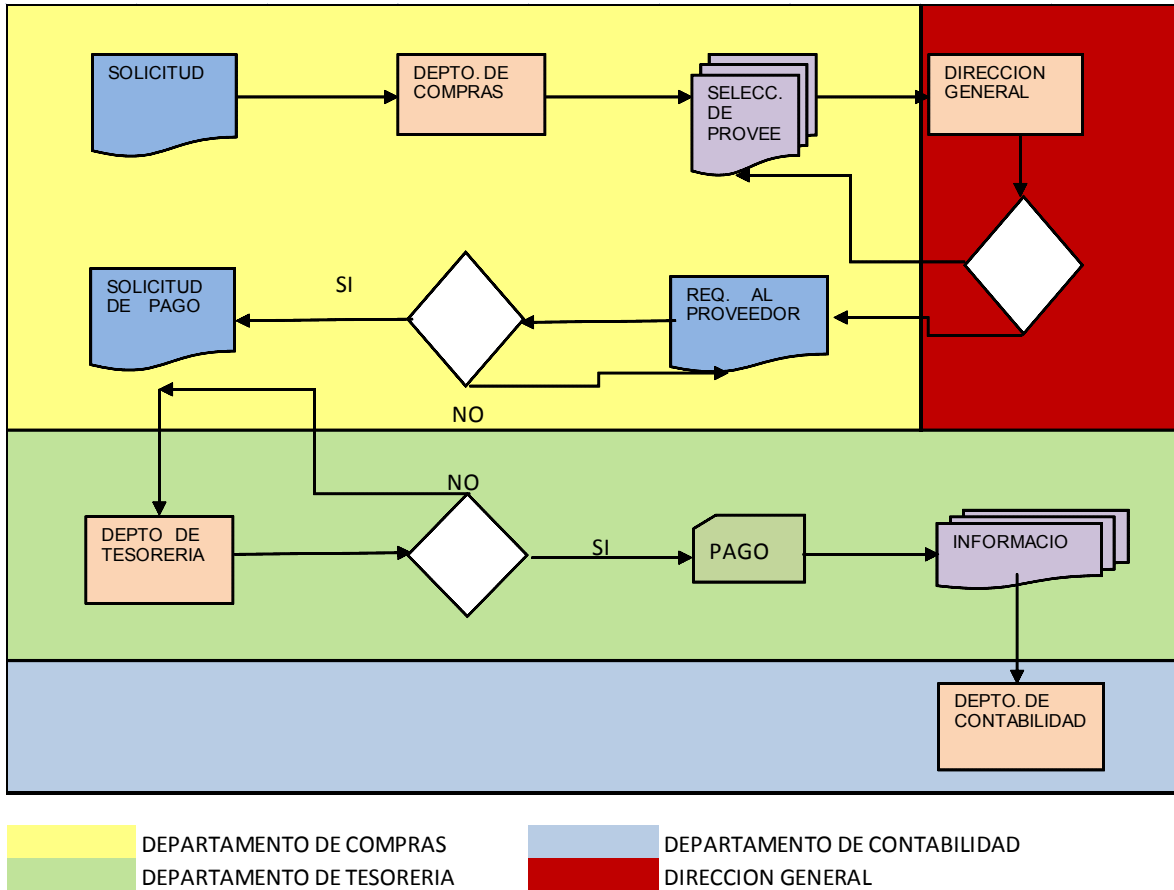 SOLICITUD
DEPTO. DE
COMPRAS
SELECC.
DE
PROVEE
DIRECCION
GENERAL
SOLICITUD
DE PAGO
SI
REQ. AL
PROVEEDOR
NO
NO
DEPTO DE
TESORERIA
SI
PAGO
INFORMACIO
DEPTO. DE
CONTABILIDAD
DEPARTAMENTO DE COMPRAS
DEPARTAMENTO DE CONTABILIDAD
DEPARTAMENTO DE TESORERIA
DIRECCION GENERAL